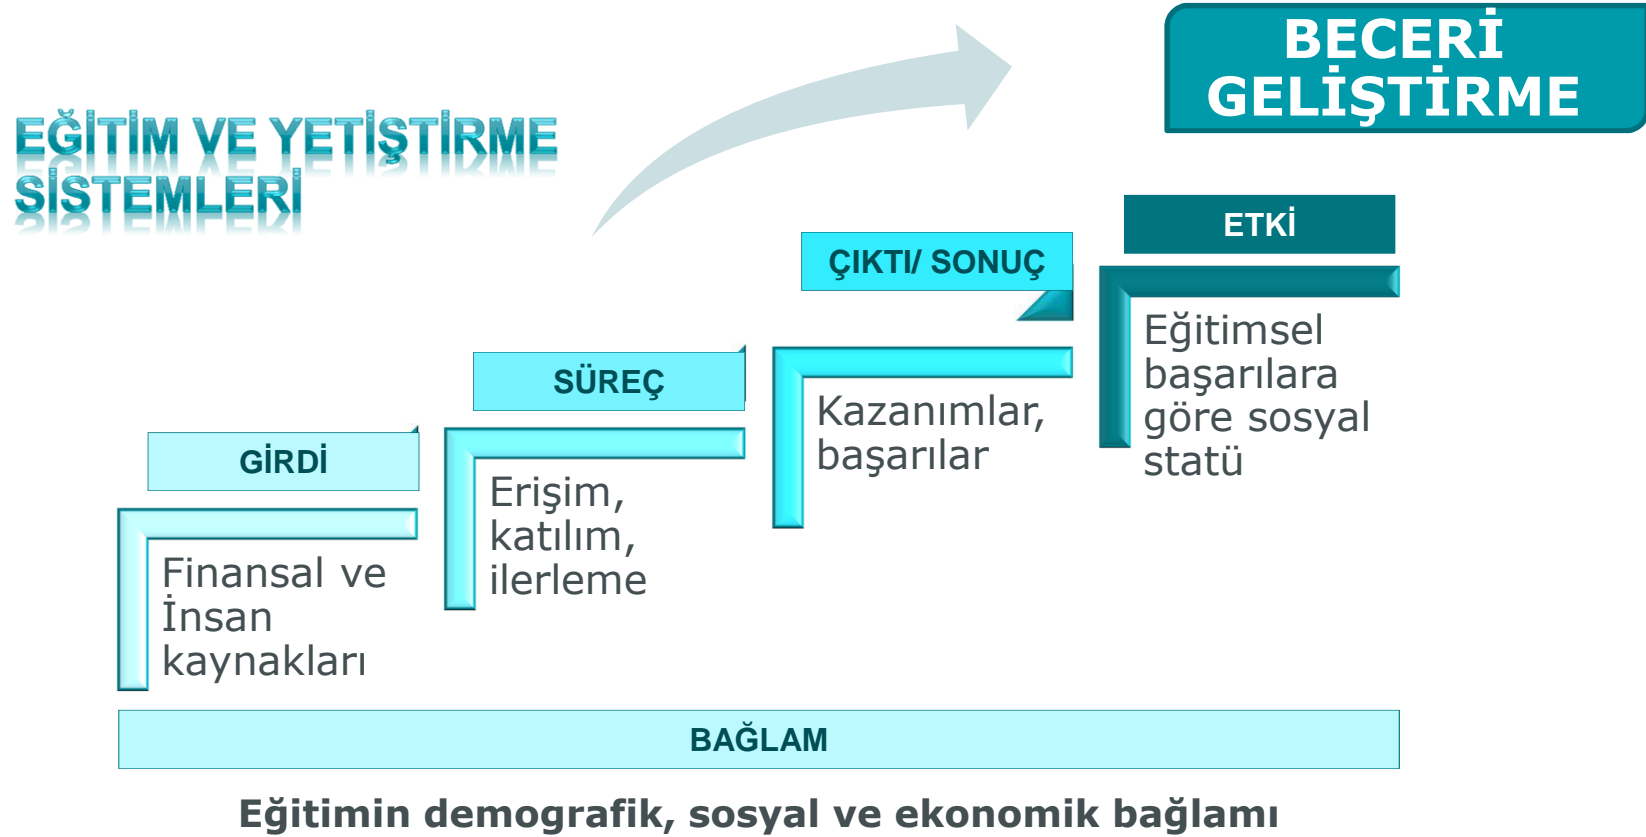 BECERİ
GELİŞTİRME
EĞİTİM VE YETİŞTİRME
SİSTEMLERİ
GİRDİ
Finansal ve
İnsan
kaynakları
SÜREÇ
Erişim,
katılım,
ilerleme
ÇIKTI/ SONUÇ
Kazanımlar,
başarılar
ETKİ
Eğitimsel
başarılara
göre sosyal
statü
BAĞLAM
Eğitimin demografik, sosyal ve ekonomik bağlamı